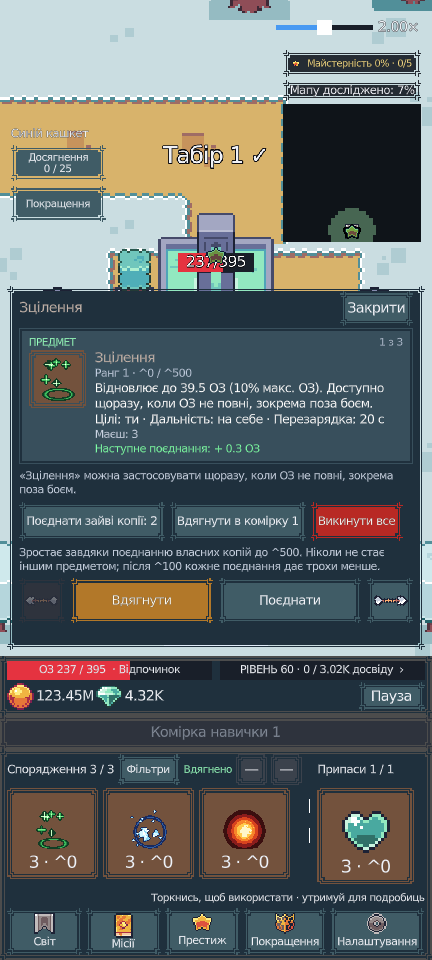 2.00×
Майстерність 0% · 0/5
Мапу досліджено: 7%
Синій кашкет
Досягнення
0 / 25
Табір 1 ✓
Покращення
237/395
Зцілення
Закрити
ПРЕДМЕТ
1 з 3
Зцілення
Ранг 1 · ^0 / ^500
Відновлює до 39.5 ОЗ (10% макс. ОЗ). Доступно
щоразу, коли ОЗ не повні, зокрема поза боєм.
Цілі: ти · Дальність: на себе · Перезарядка: 20 с
Маєш: 3
Наступне поєднання: + 0.3 ОЗ
«Зцілення» можна застосовувати щоразу, коли ОЗ не повні, зокрема
поза боєм.
Поєднати зайві копії: 2
Вдягнути в комірку 1
Викинути все
Зростає завдяки поєднанню власних копій до ^500. Ніколи не стає
іншим предметом; після ^100 кожне поєднання дає трохи менше.
Вдягнути
Поєднати
ОЗ 237 / 395 · Відпочинок
РІВЕНЬ 60 · 0 / 3.02K досвіду ›
123.45M
4.32K
Пауза
Комірка навички 1
Спорядження 3 / 3
Фільтри
Вдягнено
—
—
Припаси 1 / 1
3 · ^0
3 · ^0
3 · ^0
3 · ^0
Торкнись, щоб використати · утримуй для подробиць
Світ
Місії
Престиж
Покращення
Налаштування